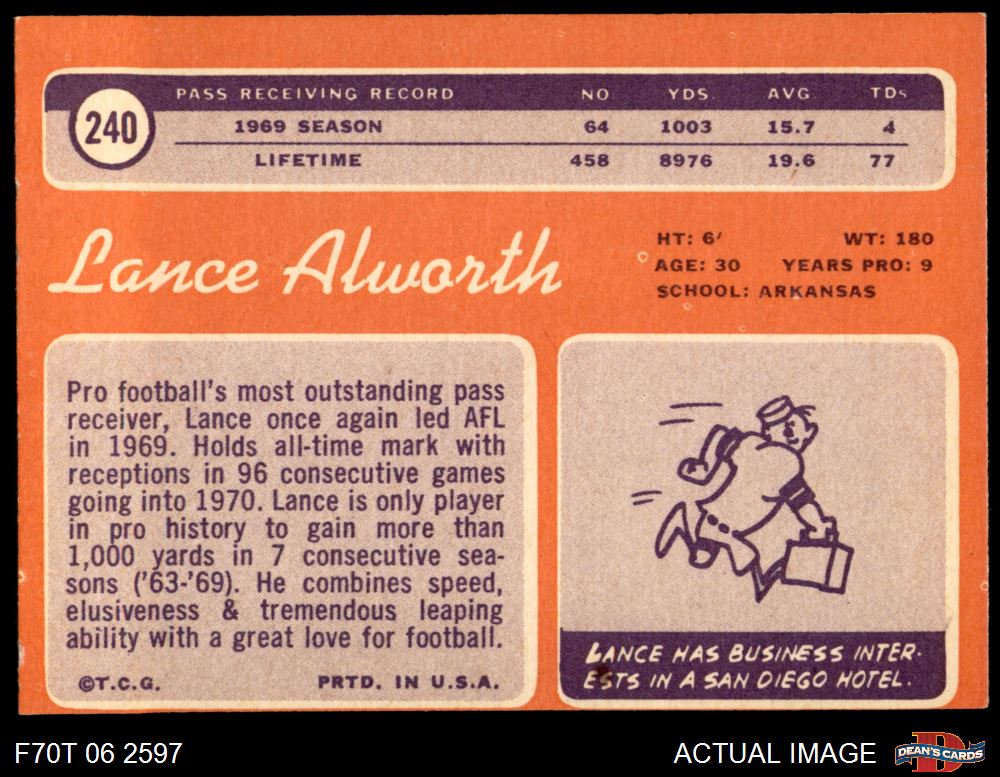 240
PASS RECEIVING RECORD NO. YDS. AVG. TDs
1969 SEASON 64 1003 15.7 4
LIFETIME 458 8976 19.6 77
Lance Alworth
HT: 6' WT: 180
AGE: 30 YEARS PRO: 9
SCHOOL: ARKANSAS
Pro football's most outstanding pass
receiver, Lance once again led AFL
in 1969. Holds all-time mark with
receptions in 96 consecutive games
going into 1970. Lance is only player
in pro history to gain more than
1,000 yards in 7 consecutive sea-
sons ('63-'69). He combines speed,
elusiveness & tremendous leaping
ability with a great love for football.
©T.C.G. PRTD. IN U.S.A.
LANCE HAS BUSINESS INTER-
ESTS IN A SAN DIEGO HOTEL.
F70T 06 2597 ACTUAL IMAGE D DEAN'S CARDS